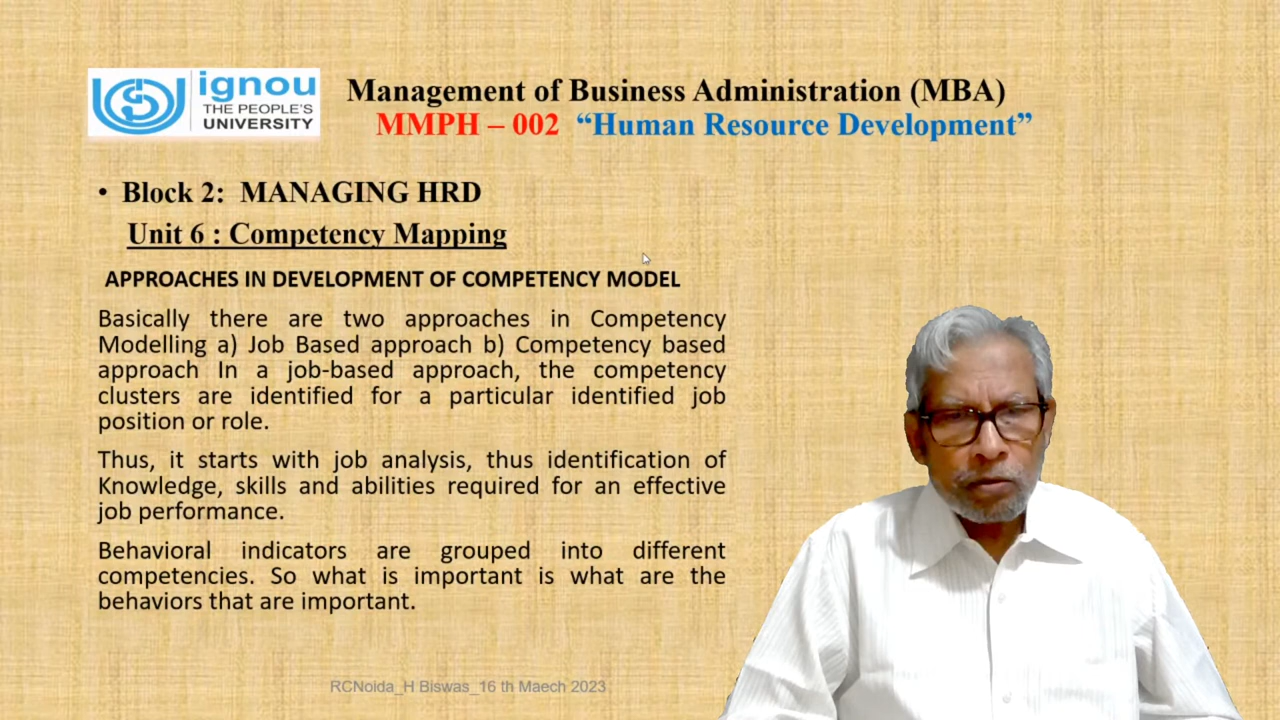 ignou
THE PEOPLE'S
UNIVERSITY
Management of Business Administration (MBA)
MMPH – 002 “Human Resource Development”
• Block 2: MANAGING HRD
Unit 6 : Competency Mapping
APPROACHES IN DEVELOPMENT OF COMPETENCY MODEL
Basically there are two approaches in Competency
Modelling a) Job Based approach b) Competency based
approach In a job-based approach, the competency
clusters are identified for a particular identified job
position or role.
Thus, it starts with job analysis, thus identification of
Knowledge, skills and abilities required for an effective
job performance.
Behavioral indicators are grouped into different
competencies. So what is important is what are the
behaviors that are important.
RCNoida_H Biswas_16 th Maech 2023